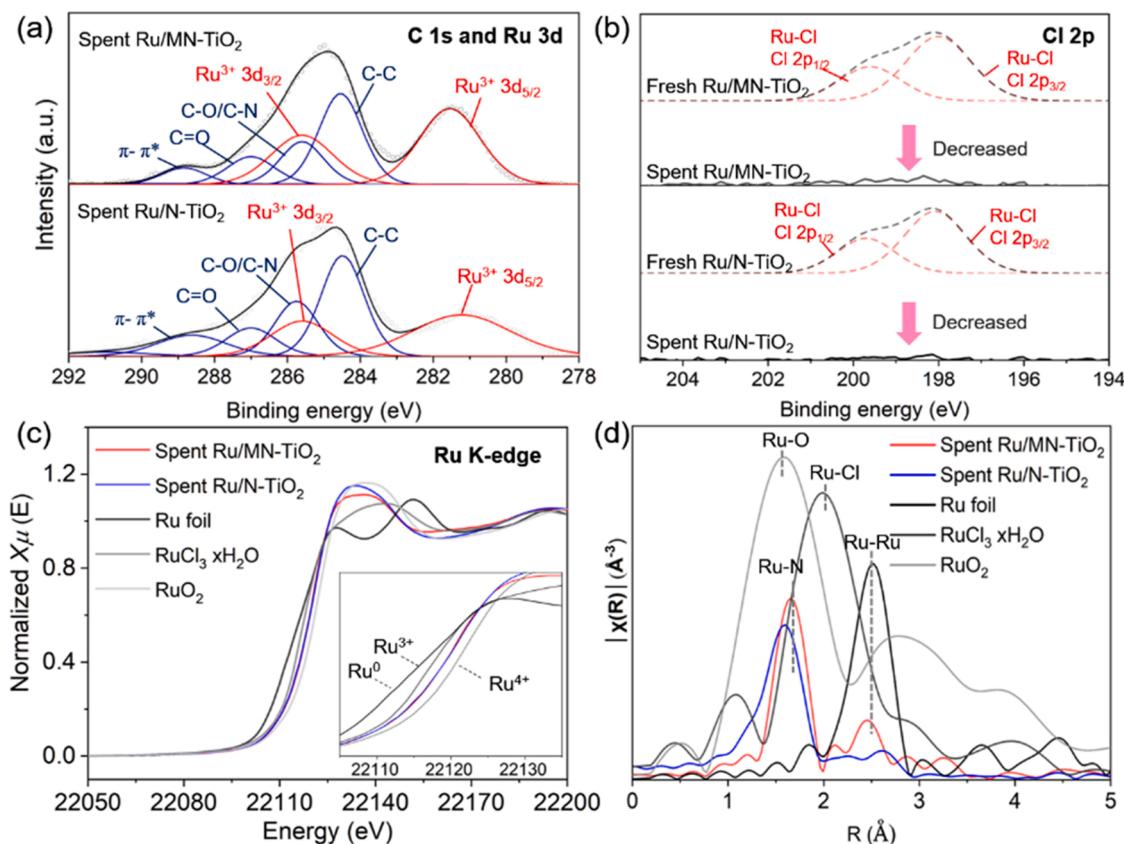 (a)
C 1s and Ru 3d
Spent Ru/MN-TiO₂
Ru³⁺ 3d₃/₂
C-C
Ru³⁺ 3d₅/₂
C-O/C-N
C=O
π- π*
Spent Ru/N-TiO₂
Ru³⁺ 3d₃/₂
C-C
C-O/C-N
Ru³⁺ 3d₅/₂
C=O
π- π*
Intensity (a.u.)
292 290 288 286 284 282 280 278
Binding energy (eV)
(b)
Cl 2p
Ru-Cl
Cl 2p₁/₂
Ru-Cl
Cl 2p₃/₂
Fresh Ru/MN-TiO₂
Decreased
Spent Ru/MN-TiO₂
Ru-Cl
Cl 2p₁/₂
Ru-Cl
Cl 2p₃/₂
Fresh Ru/N-TiO₂
Decreased
Spent Ru/N-TiO₂
204 202 200 198 196 194
Binding energy (eV)
(c)
Ru K-edge
Spent Ru/MN-TiO₂
Spent Ru/N-TiO₂
Ru foil
RuCl₃ xH₂O
RuO₂
Normalized Xμ (E)
1.2
0.8
0.4
0.0
Ru³⁺
Ru⁰
Ru⁴⁺
22110 22120 22130
22050 22080 22110 22140 22170 22200
Energy (eV)
(d)
Ru-O
Ru-Cl
Ru-Ru
Ru-N
Spent Ru/MN-TiO₂
Spent Ru/N-TiO₂
Ru foil
RuCl₃ xH₂O
RuO₂
| χ(R) | (Å⁻³)
0 1 2 3 4 5
R (Å)